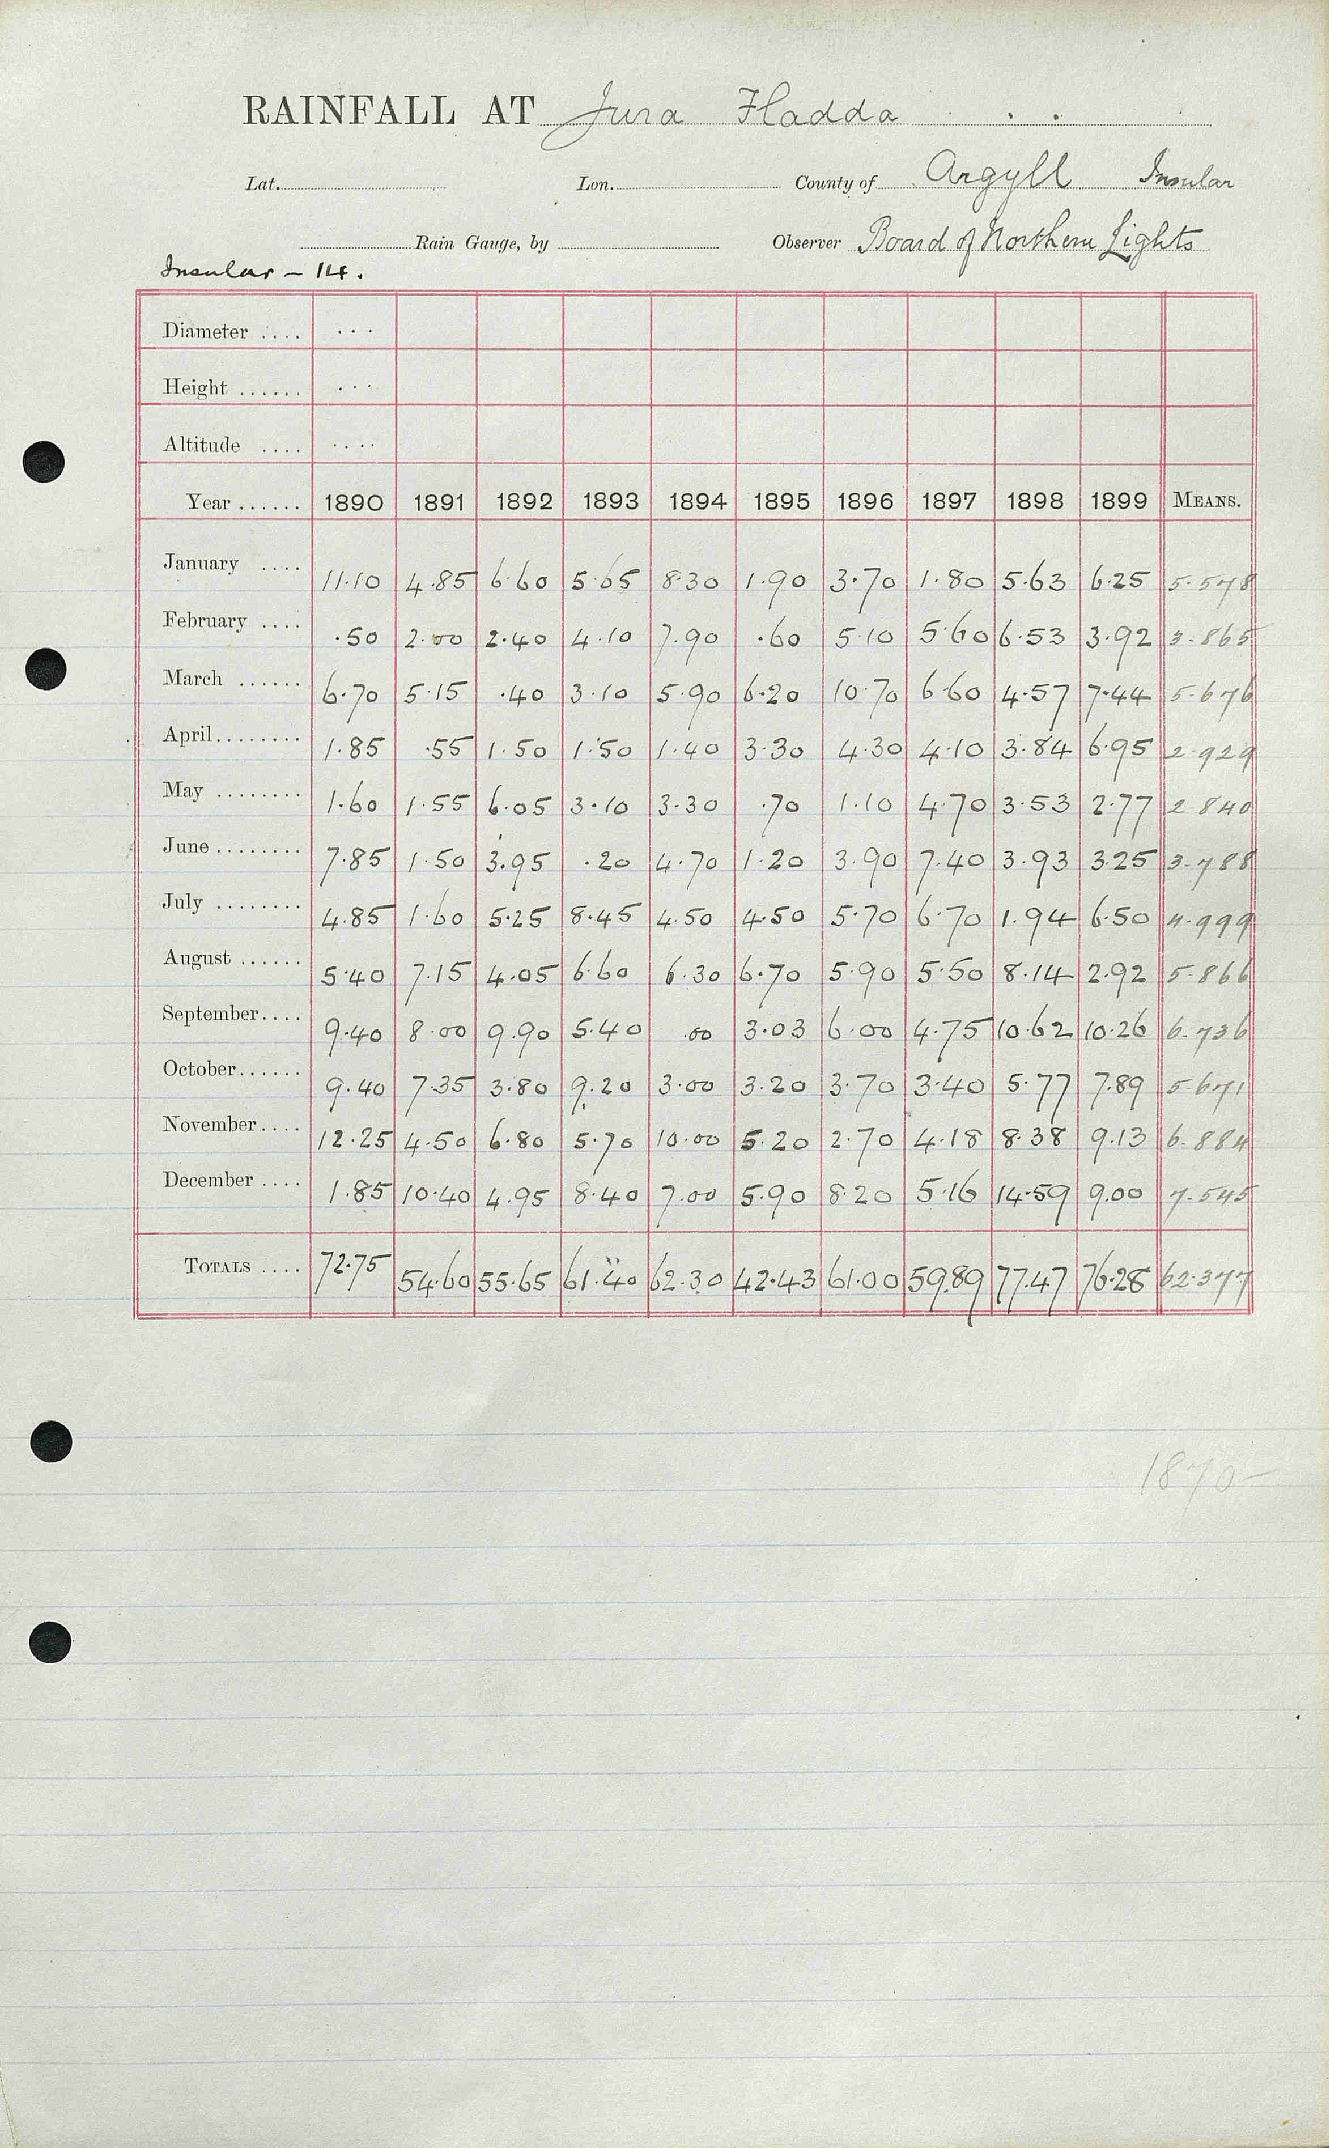 RAINFALL AT Jura Fladda
Lat. Lon. County of Argyll Insular
Rain Gauge, by Observer Board of Northern Lights
Insular - 14.
Diameter .... ...
Height ...... ...
Altitude .... ....
Year ...... 1890 1891 1892 1893 1894 1895 1896 1897 1898 1899 MEANS.
January .... 11.10 4.85 6.60 5.65 8.30 1.90 3.70 1.80 5.63 6.25 5.578
February .... .50 2.00 2.40 4.10 7.90 .60 5.10 5.60 6.53 3.92 3.865
March ...... 6.70 5.15 .40 3.10 5.90 6.20 10.70 6.60 4.57 7.44 5.676
April ........ 1.85 .55 1.50 1.50 1.40 3.30 4.30 4.10 3.84 6.95 2.929
May ........ 1.60 1.55 6.05 3.10 3.30 .70 1.10 4.70 3.53 2.77 2.840
June ........ 7.85 1.50 3.95 .20 4.70 1.20 3.90 7.40 3.93 3.25 3.788
July ........ 4.85 1.60 5.25 8.45 4.50 4.50 5.70 6.70 1.94 6.50 4.999
August ...... 5.40 7.15 4.05 6.60 6.30 6.70 5.90 5.50 8.14 2.92 5.866
September.... 9.40 8.00 9.90 5.40 .00 3.03 6.00 4.75 10.62 10.26 6.736
October...... 9.40 7.35 3.80 9.20 3.00 3.20 3.70 3.40 5.77 7.89 5.671
November.... 12.25 4.50 6.80 5.70 10.00 5.20 2.70 4.18 8.38 9.13 6.884
December .... 1.85 10.40 4.95 8.40 7.00 5.90 8.20 5.16 14.59 9.00 7.545
TOTALS .... 72.75 54.60 55.65 61.40 62.30 42.43 61.00 59.89 77.47 76.28 62.377
1870-